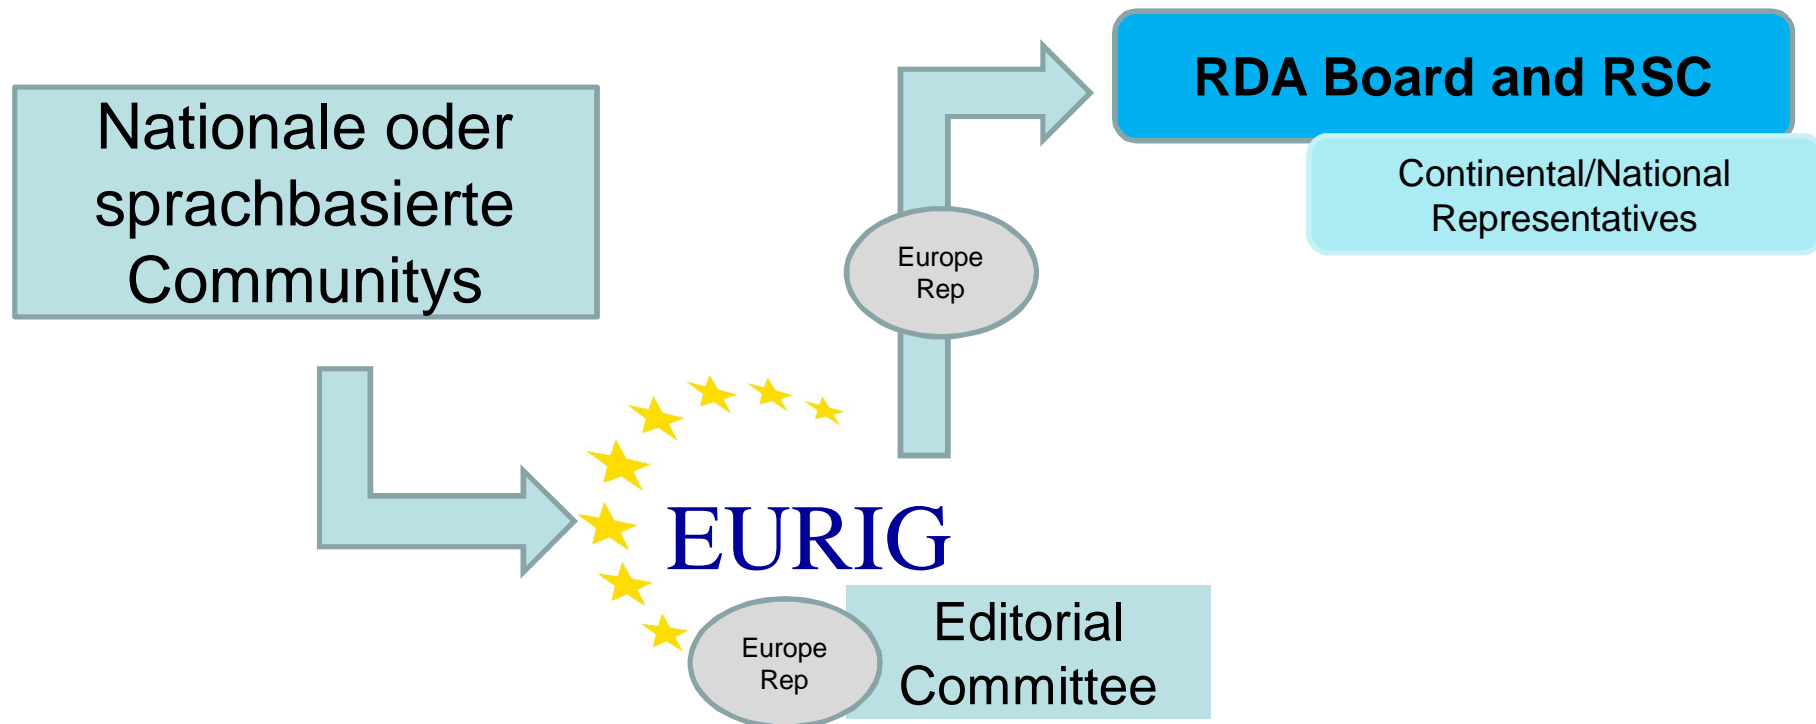 Nationale oder
sprachbasierte
Communitys
RDA Board and RSC
Continental/National
Representatives
Europe
Rep
EURIG
Europe
Rep
Editorial
Committee